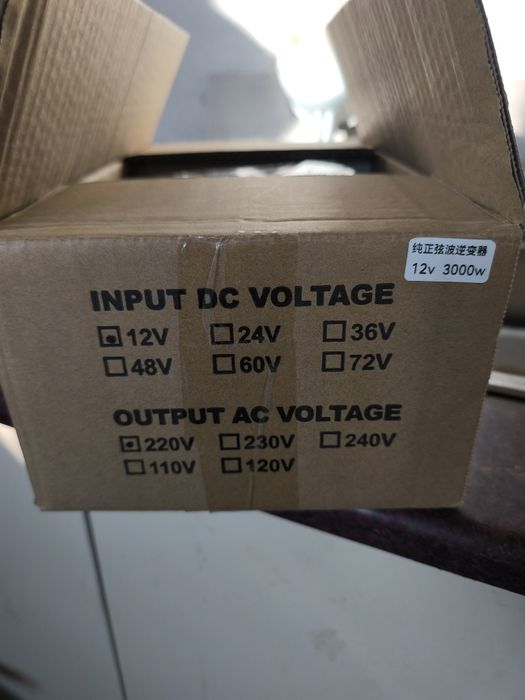 纯正弦波逆变器
12v 3000w
INPUT DC VOLTAGE
12V 24V 36V
48V 60V 72V
OUTPUT AC VOLTAGE
220V 230V 240V
110V 120V